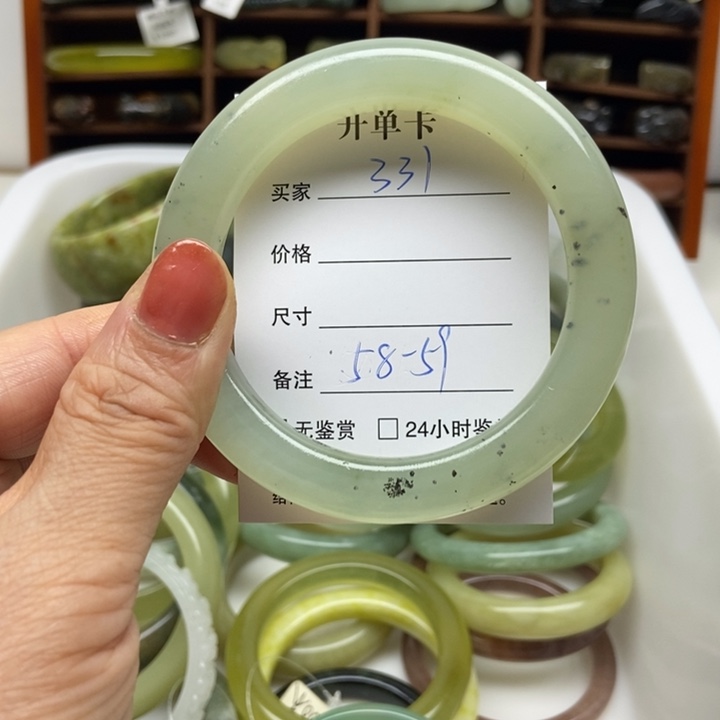 开单卡
买家 331
价格
尺寸
备注 58-59
无鉴赏 □ 24小时鉴